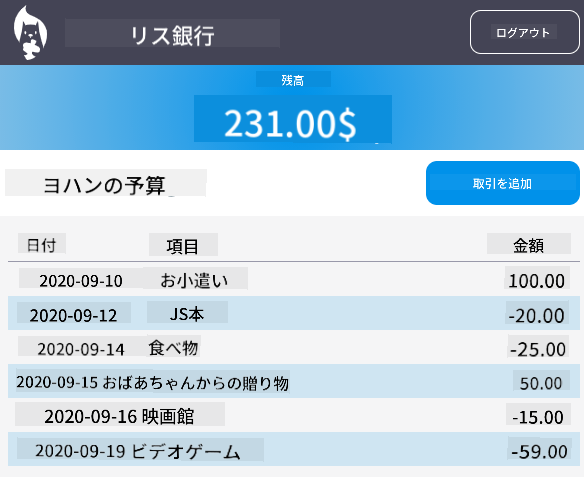 リス銀行
ログアウト
残高
231.00$
ヨハンの予算
取引を追加
日付 項目 金額
2020-09-10 お小遣い 100.00
2020-09-12 JS本 -20.00
2020-09-14 食べ物 -25.00
2020-09-15 おばあちゃんからの贈り物 50.00
2020-09-16 映画館 -15.00
2020-09-19 ビデオゲーム -59.00